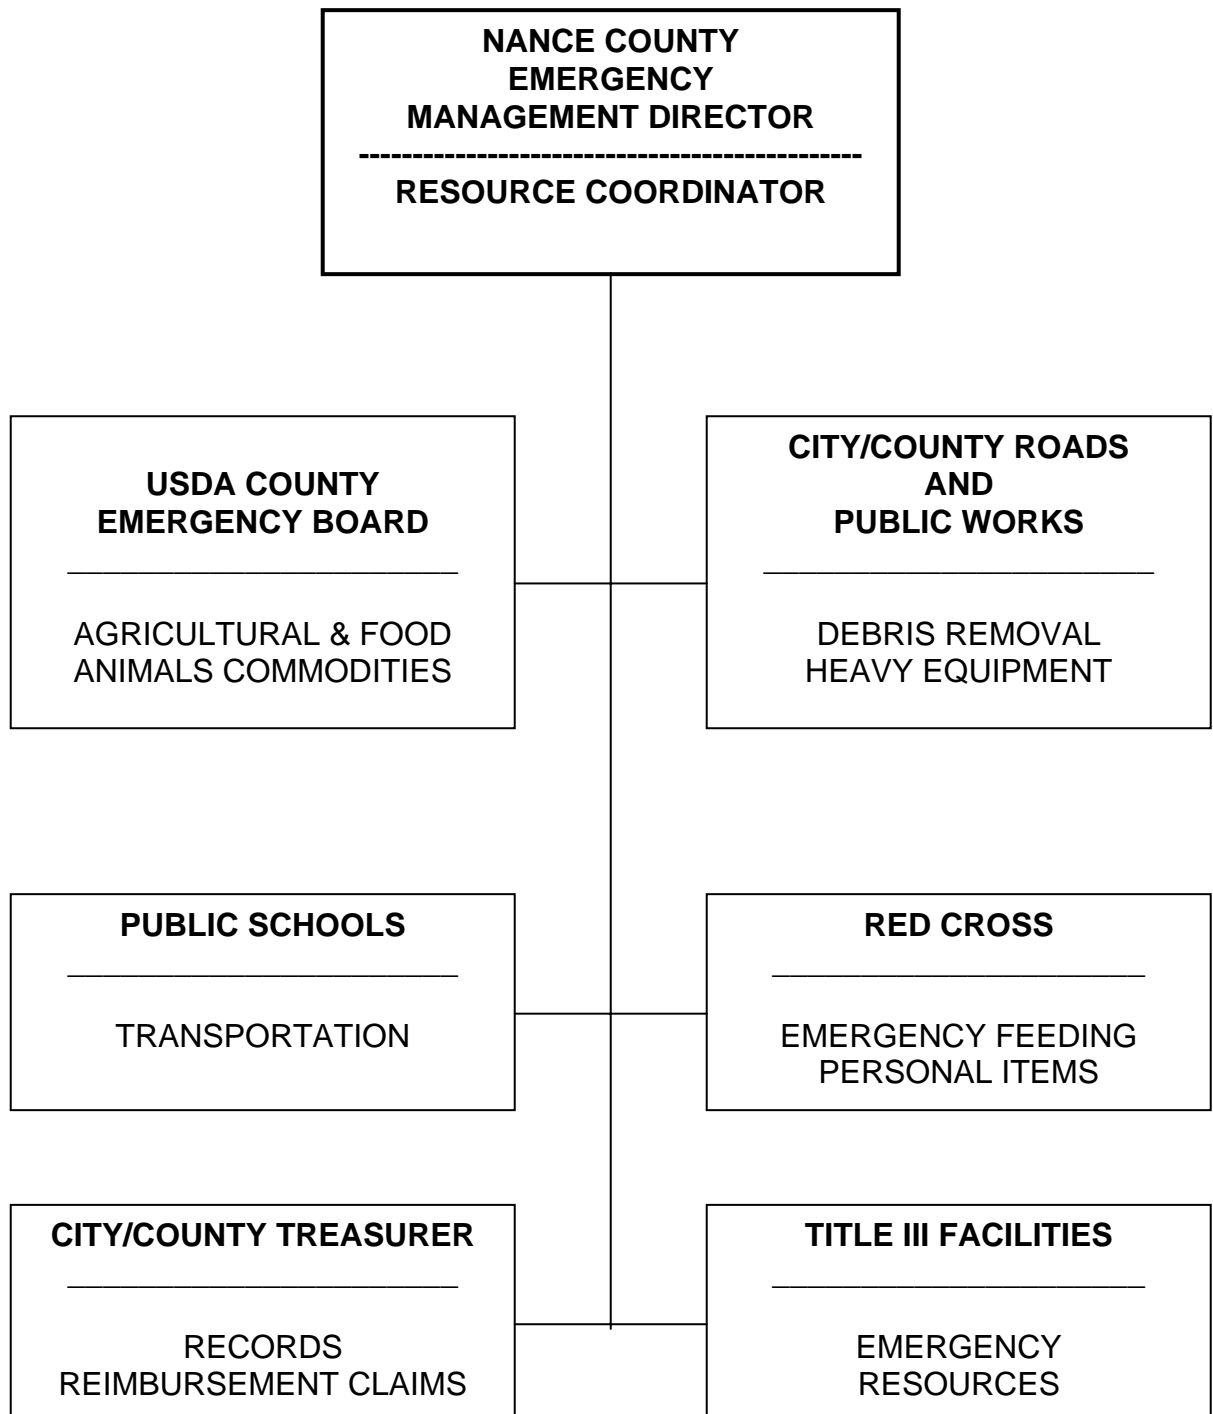 NANCE COUNTY
EMERGENCY
MANAGEMENT DIRECTOR
-----------------------------------------------
RESOURCE COORDINATOR
USDA COUNTY
EMERGENCY BOARD
AGRICULTURAL & FOOD
ANIMALS COMMODITIES
CITY/COUNTY ROADS
AND
PUBLIC WORKS
DEBRIS REMOVAL
HEAVY EQUIPMENT
PUBLIC SCHOOLS
TRANSPORTATION
RED CROSS
EMERGENCY FEEDING
PERSONAL ITEMS
CITY/COUNTY TREASURER
RECORDS
REIMBURSEMENT CLAIMS
TITLE III FACILITIES
EMERGENCY
RESOURCES